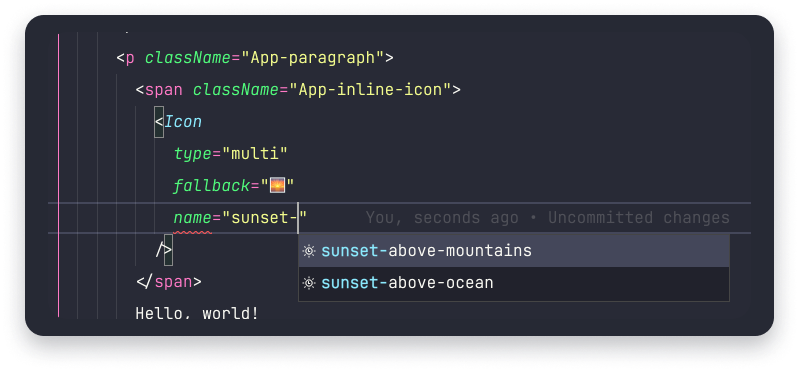 <p className="App-paragraph">
<span className="App-inline-icon">
<Icon
type="multi"
fallback="🌅"
name="sunset-" You, seconds ago • Uncommitted changes
sunset-above-mountains
/>
sunset-above-ocean
</span>
Hello, world!